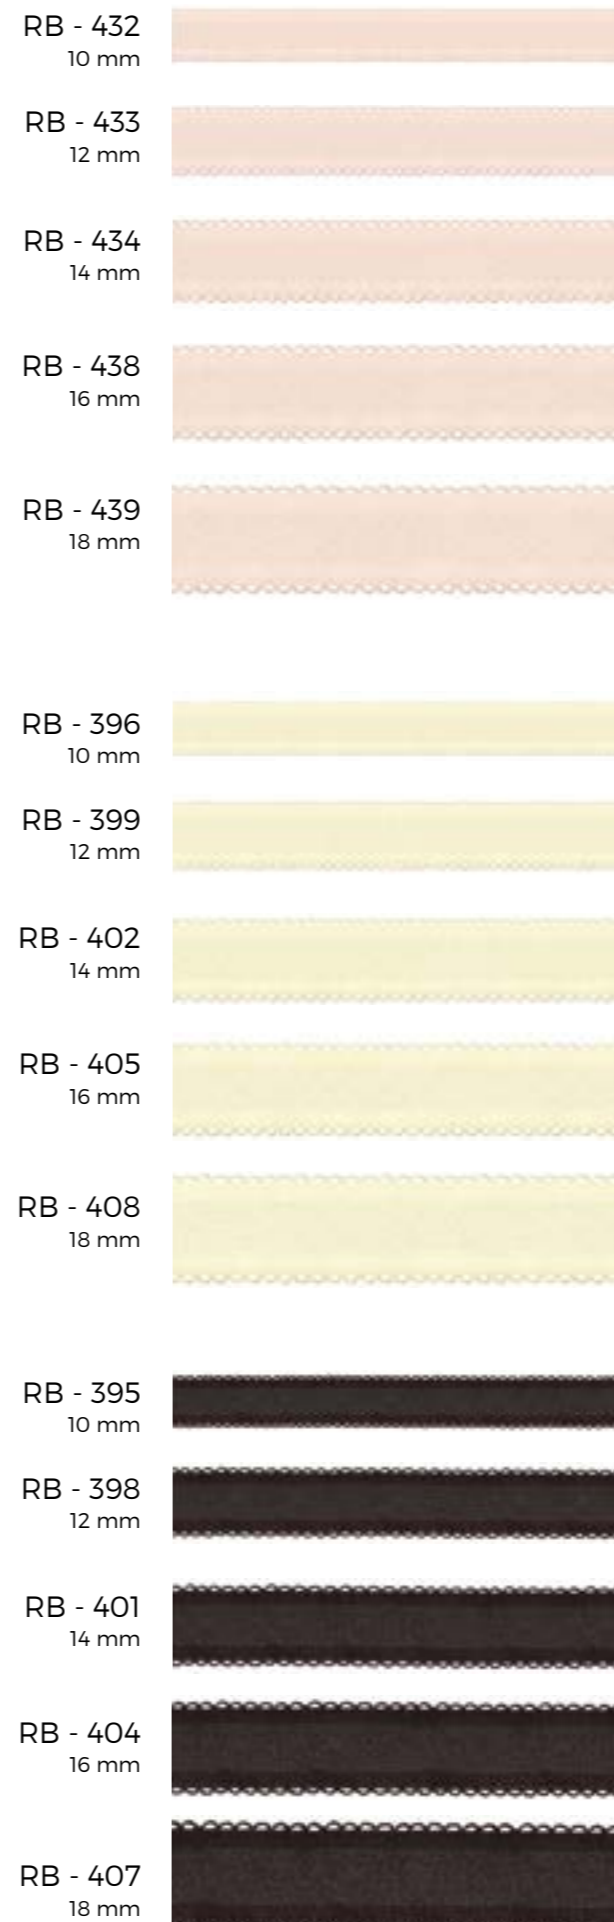 RB - 432
10 mm
RB - 433
12 mm
RB - 434
14 mm
RB - 438
16 mm
RB - 439
18 mm
RB - 396
10 mm
RB - 399
12 mm
RB - 402
14 mm
RB - 405
16 mm
RB - 408
18 mm
RB - 395
10 mm
RB - 398
12 mm
RB - 401
14 mm
RB - 404
16 mm
RB - 407
18 mm